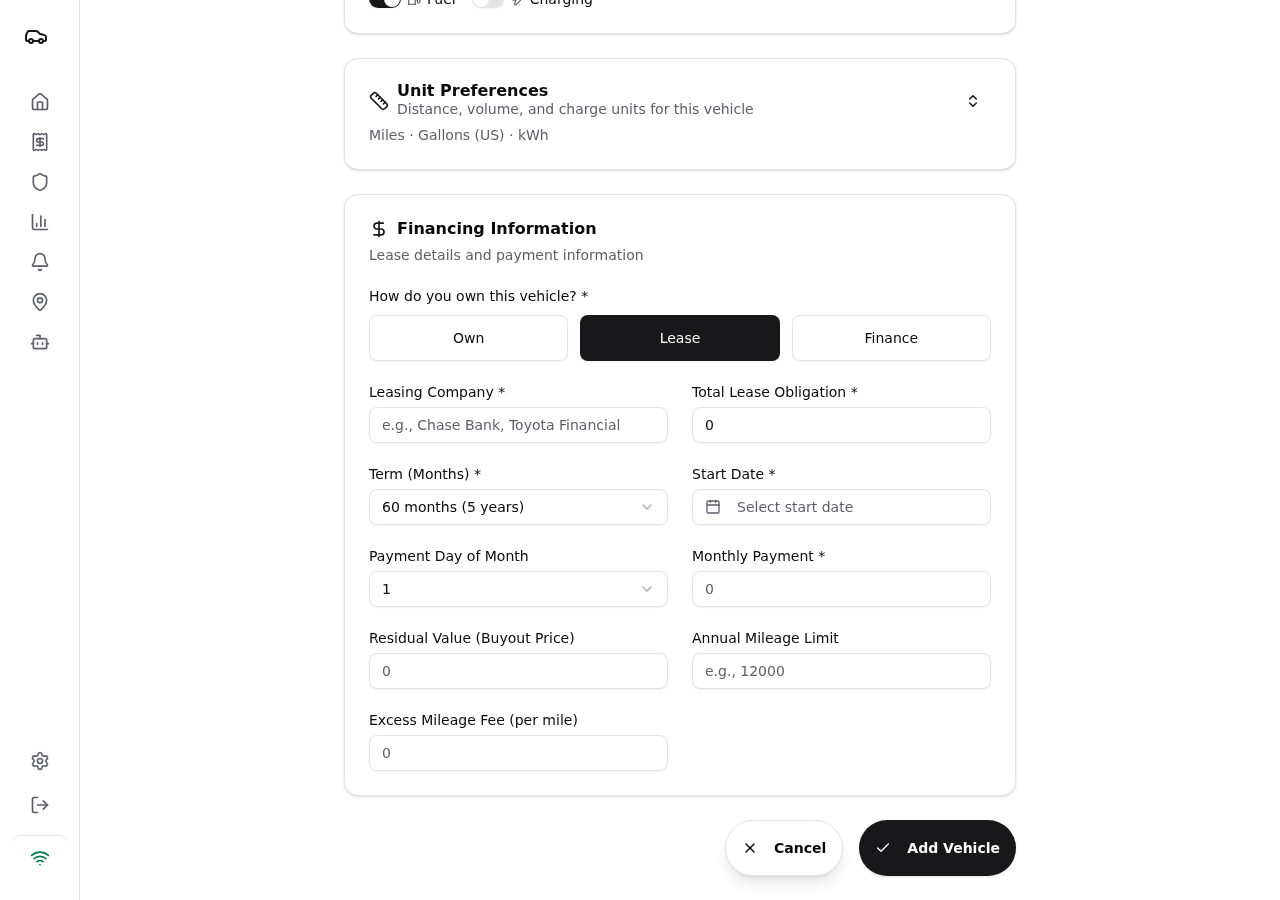 Fuel Charging
Unit Preferences
Distance, volume, and charge units for this vehicle
Miles · Gallons (US) · kWh
Financing Information
Lease details and payment information
How do you own this vehicle? *
Own Lease Finance
Leasing Company * Total Lease Obligation *
e.g., Chase Bank, Toyota Financial 0
Term (Months) * Start Date *
60 months (5 years) Select start date
Payment Day of Month Monthly Payment *
1 0
Residual Value (Buyout Price) Annual Mileage Limit
0 e.g., 12000
Excess Mileage Fee (per mile)
0
Cancel Add Vehicle